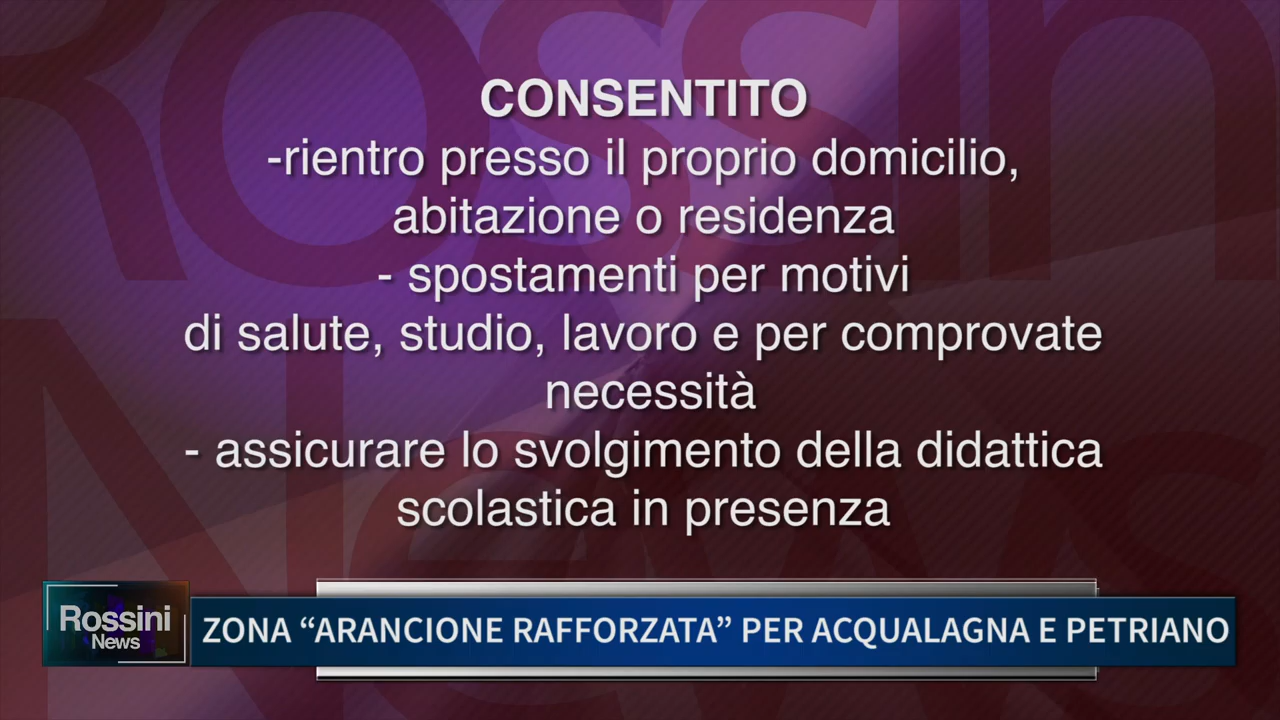 CONSENTITO
-rientro presso il proprio domicilio,
abitazione o residenza
- spostamenti per motivi
di salute, studio, lavoro e per comprovate
necessità
- assicurare lo svolgimento della didattica
scolastica in presenza
Rossini
News
ZONA “ARANCIONE RAFFORZATA” PER ACQUALAGNA E PETRIANO